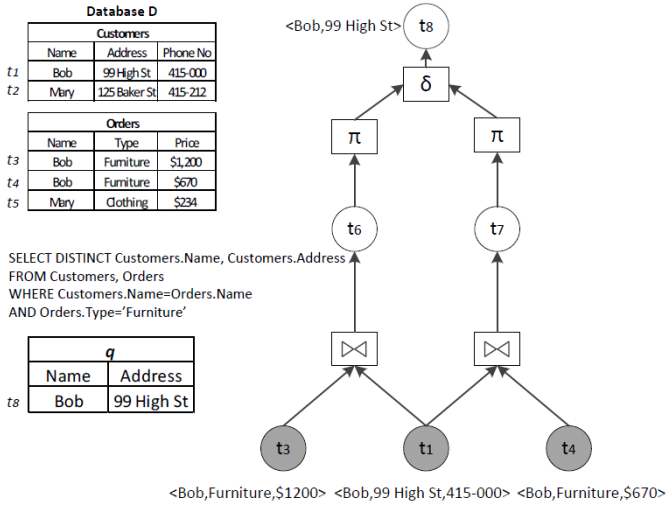 Database D
Customers
Name Address Phone No
t1 Bob 99 High St 415-000
t2 Mary 125 Baker St 415-212
Orders
Name Type Price
t3 Bob Furniture $1,200
t4 Bob Furniture $670
t5 Mary Clothing $234
SELECT DISTINCT Customers.Name, Customers.Address
FROM Customers, Orders
WHERE Customers.Name=Orders.Name
AND Orders.Type='Furniture'
q
Name Address
t8 Bob 99 High St
<Bob,99 High St> t8
δ
π π
t6 t7
⋈ ⋈
t3 t1 t4
<Bob,Furniture,$1200> <Bob,99 High St,415-000> <Bob,Furniture,$670>